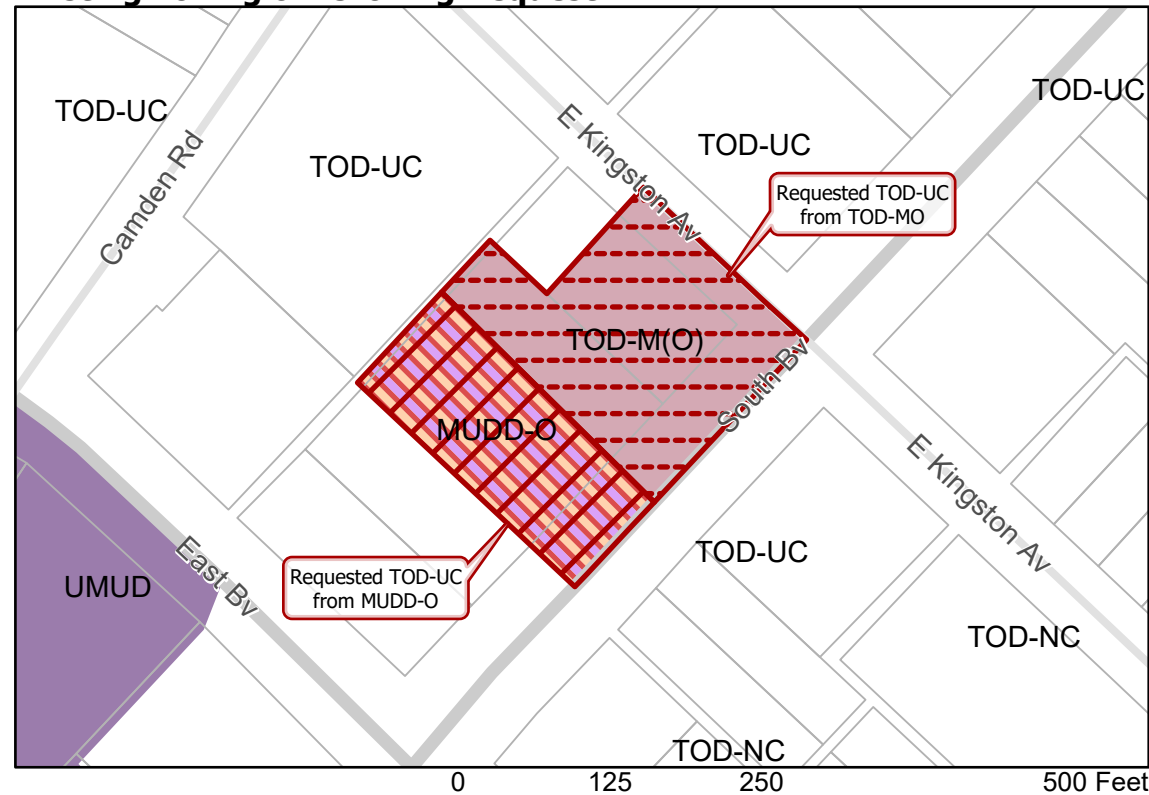 TOD-UC
TOD-UC
Camden Rd
TOD-UC
E Kingston Av
TOD-UC
Requested TOD-UC
from TOD-MO
TOD-M(O)
South Bv
MUDD-O
E Kingston Av
TOD-UC
Requested TOD-UC
from MUDD-O
East Bv
UMUD
TOD-NC
TOD-NC
0 125 250 500 Feet